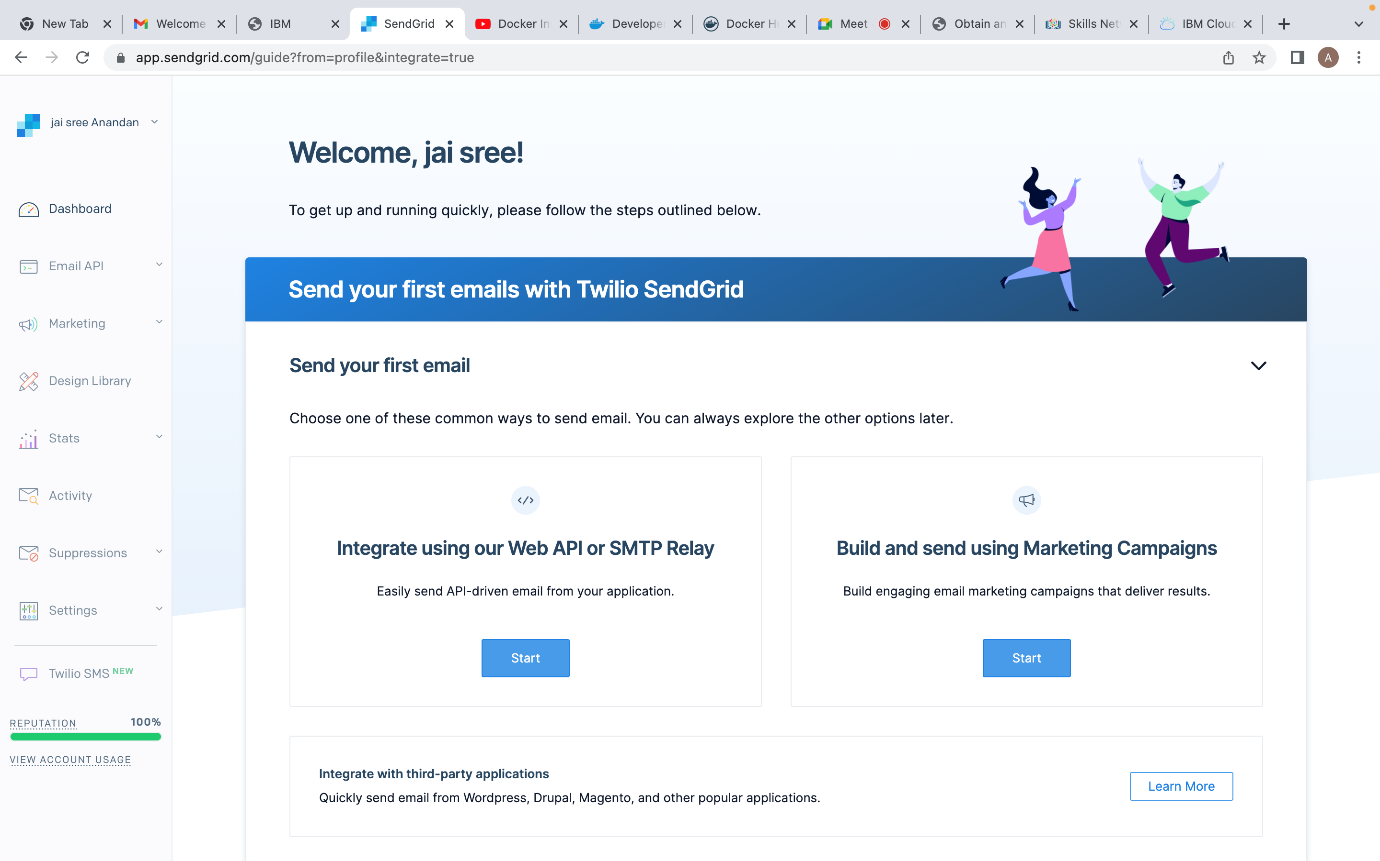 New Tab
Welcome
IBM
SendGrid
Docker In
Develope
Docker H
Meet
Obtain an
Skills Net
IBM Clou
app.sendgrid.com/guide?from=profile&integrate=true
A
jai sree Anandan
Dashboard
Email API
Marketing
Design Library
Stats
Activity
Suppressions
Settings
Twilio SMS NEW
REPUTATION 100%
VIEW ACCOUNT USAGE
Welcome, jai sree!
To get up and running quickly, please follow the steps outlined below.
Send your first emails with Twilio SendGrid
Send your first email
Choose one of these common ways to send email. You can always explore the other options later.
Integrate using our Web API or SMTP Relay
Easily send API-driven email from your application.
Start
Build and send using Marketing Campaigns
Build engaging email marketing campaigns that deliver results.
Start
Integrate with third-party applications
Quickly send email from Wordpress, Drupal, Magento, and other popular applications.
Learn More